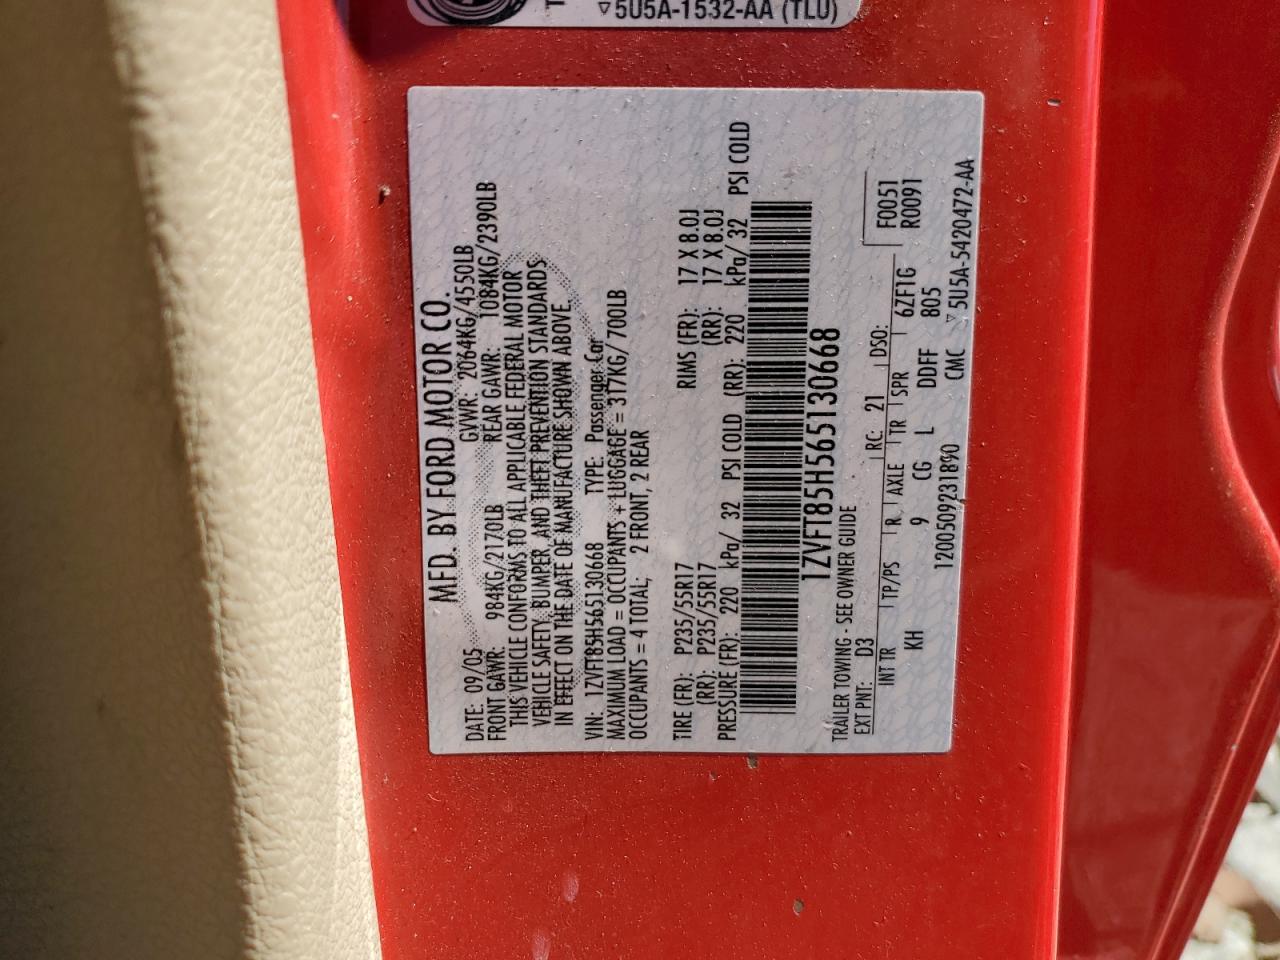 5U5A-1532-AA (TLU)
MFD. BY FORD MOTOR CO.
DATE: 09/05 GVWR: 2064KG/4550LB
FRONT GAWR: 984KG/2170LB REAR GAWR: 1084KG/2390LB
THIS VEHICLE CONFORMS TO ALL APPLICABLE FEDERAL MOTOR
VEHICLE SAFETY, BUMPER, AND THEFT PREVENTION STANDARDS
IN EFFECT ON THE DATE OF MANUFACTURE SHOWN ABOVE.
VIN: 1ZVFT85H565130668 TYPE: Passenger Car
MAXIMUM LOAD = OCCUPANTS + LUGGAGE = 317KG/700LB
OCCUPANTS = 4 TOTAL; 2 FRONT, 2 REAR
TIRE (FR): P235/55R17 RIMS (FR): 17 X 8.0J
(RR): P235/55R17 (RR): 17 X 8.0J
PRESSURE (FR): 220 kPa/ 32 PSI COLD (RR): 220 kPa/ 32 PSI COLD
1ZVFT85H565130668
TRAILER TOWING - SEE OWNER GUIDE
EXT PNT: D3 RC: 21 DSO: F0051
INT TR TP/PS R AXLE TR SPR 6ZF1G R0091
KH 9 CG L DDFF 805
1200509231890 CMC ▽5U5A-5420472-AA